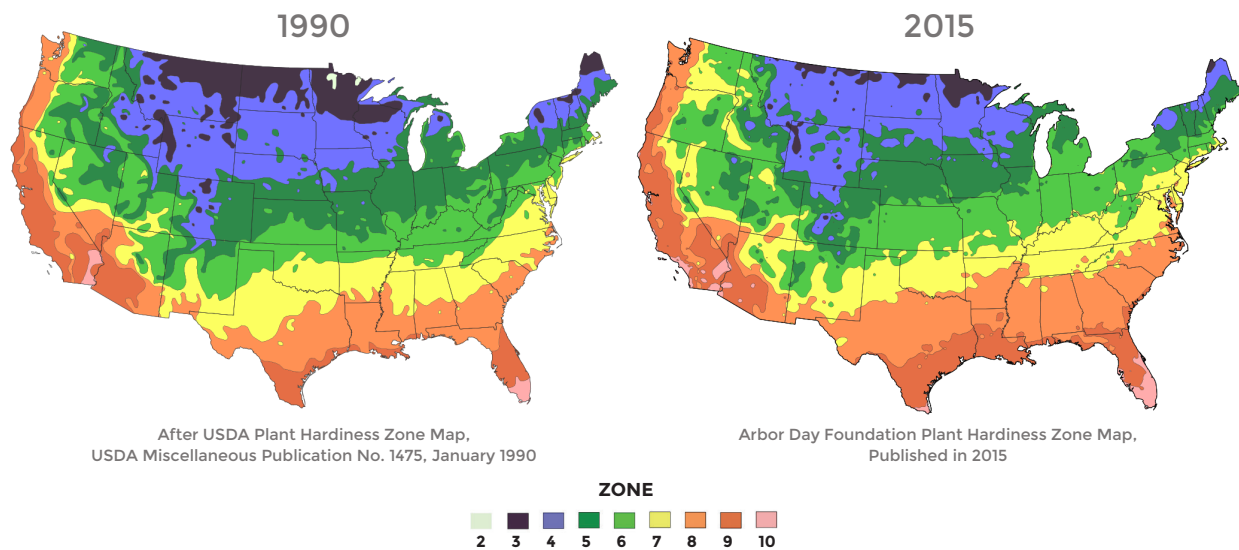 1990
2015
After USDA Plant Hardiness Zone Map,
USDA Miscellaneous Publication No. 1475, January 1990
Arbor Day Foundation Plant Hardiness Zone Map,
Published in 2015
ZONE
2 3 4 5 6 7 8 9 10